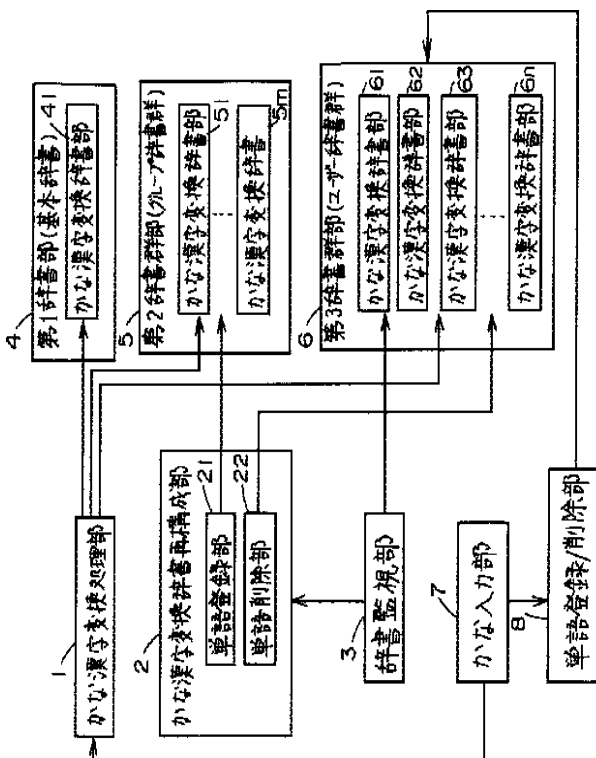 1
かな漢字変換処理部
2
かな漢字変換辞書再構成部
単語登録部
21
単語削除部
22
3
辞書監視部
かな入力部
7
8
単語登録/削除部
4
第1辞書部(基本辞書)
かな漢字変換辞書部
41
5
第2辞書群部(グループ辞書群)
かな漢字変換辞書部
51
かな漢字変換辞書
5m
6
第3辞書群部(ユーザー辞書群)
かな漢字変換辞書部
61
かな漢字変換辞書部
62
かな漢字変換辞書部
63
かな漢字変換辞書部
6n